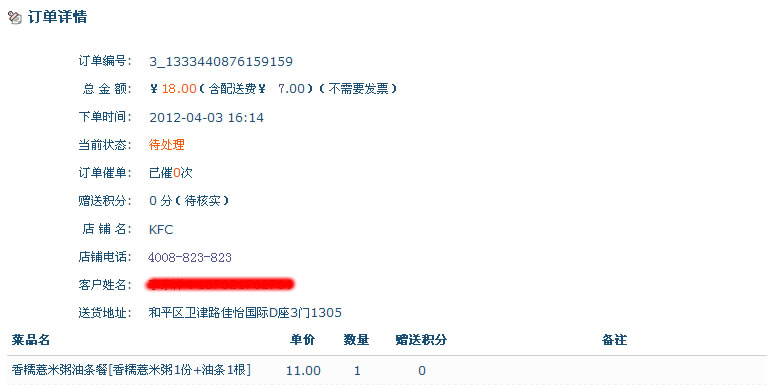 订单详情
订单编号: 3_1333440876159159
总 金 额: ¥ 18.00 ( 含配送费¥ 7.00 ) ( 不需要发票 )
下单时间: 2012-04-03 16:14
当前状态: 待处理
订单催单: 已催0次
赠送积分: 0 分 ( 待核实 )
店 铺 名: KFC
店铺电话: 4008-823-823
客户姓名:
送货地址: 和平区卫津路佳怡国际D座3门1305
菜品名 单价 数量 赠送积分 备注
香糯薏米粥油条餐[香糯薏米粥1份+油条1根] 11.00 1 0